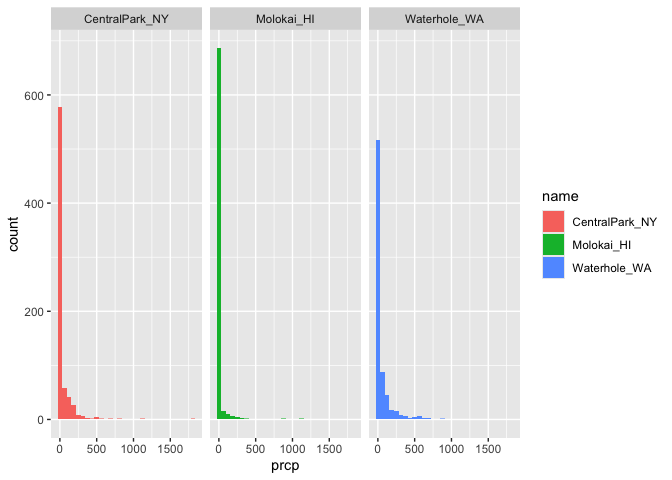 CentralPark_NY Molokai_HI Waterhole_WA
600
400
200
0
count
0 500 1000 1500 0 500 1000 1500 0 500 1000 1500
prcp
name
CentralPark_NY
Molokai_HI
Waterhole_WA